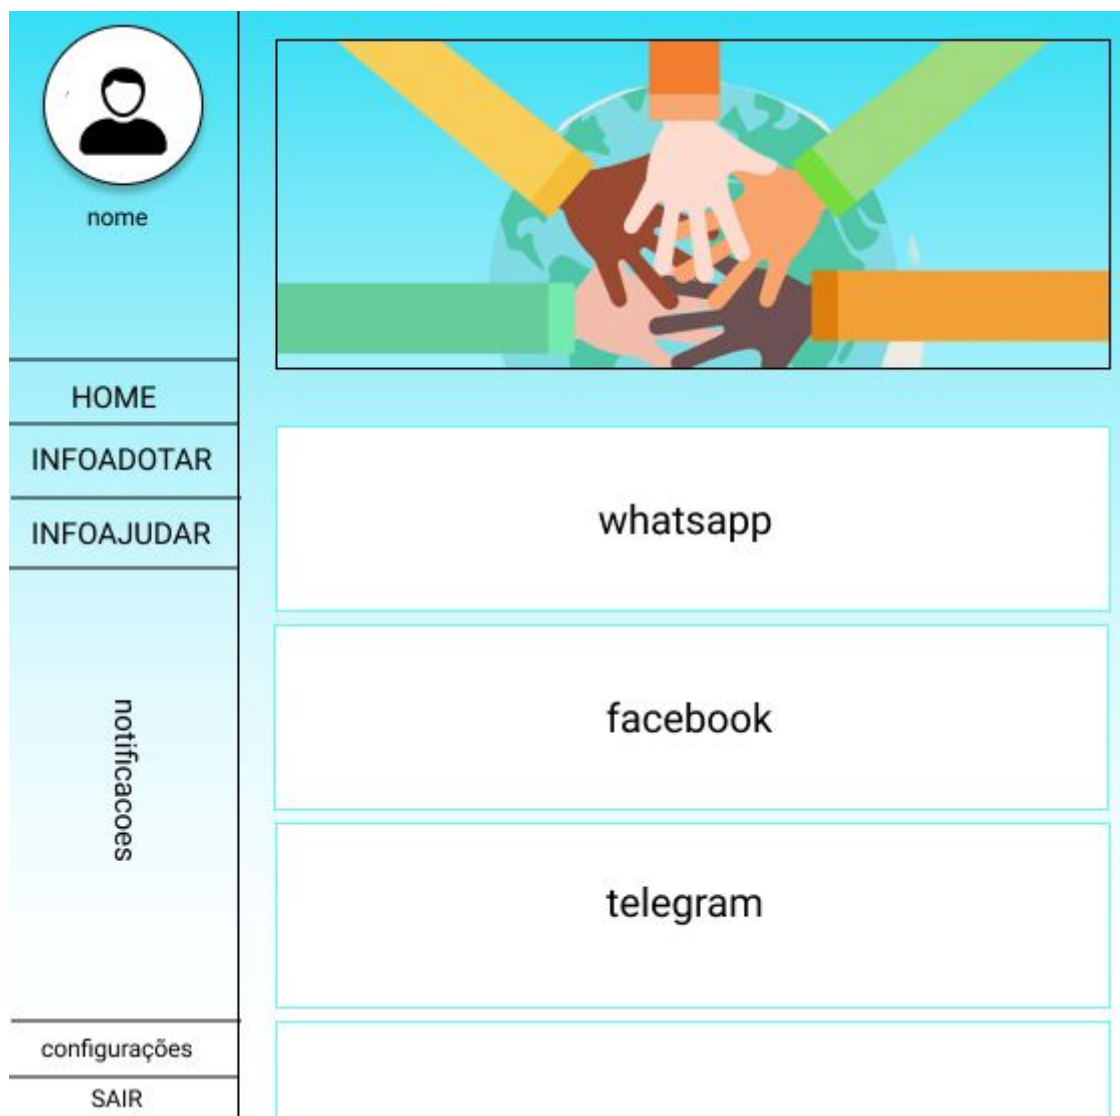 nome
HOME
INFOADOTAR
INFOAJUDAR
notificacoes
configurações
SAIR
whatsapp
facebook
telegram